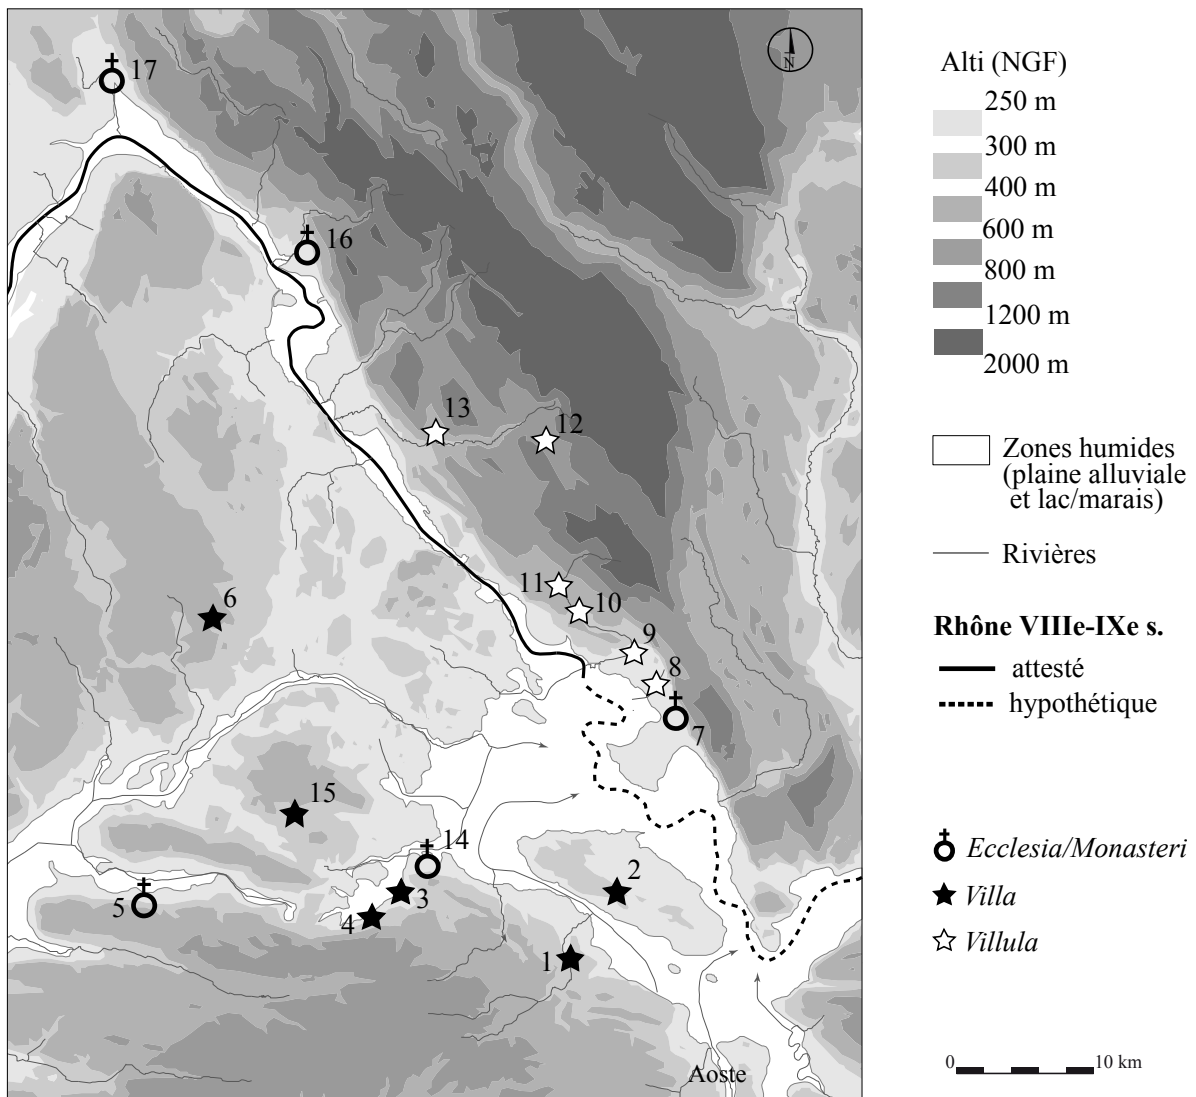 17
N
16
13
12
11
10
6
9
8
7
15
14
2
3
5
4
1
Aoste
Alti (NGF)
250 m
300 m
400 m
600 m
800 m
1200 m
2000 m
Zones humides
(plaine alluviale
et lac/marais)
Rivières
Rhône VIIIe-IXe s.
attesté
hypothétique
Ecclesia/Monasteri
Villa
Villula
0 10 km